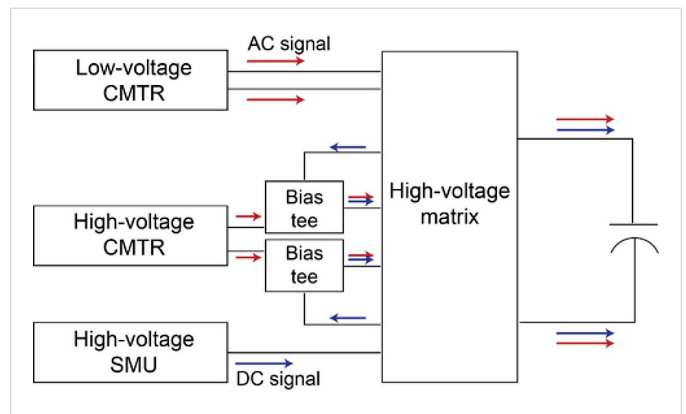 AC signal
Low-voltage
CMTR
High-voltage
matrix
Bias
tee
High-voltage
CMTR
Bias
tee
High-voltage
SMU
DC signal